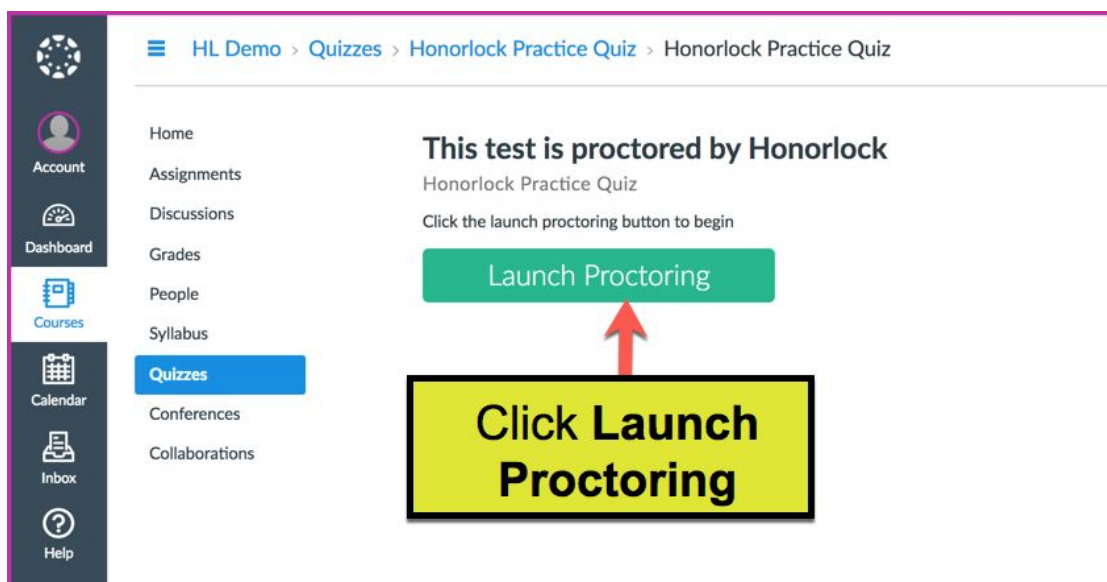 HL Demo > Quizzes > Honorlock Practice Quiz > Honorlock Practice Quiz
Account
Dashboard
Courses
Calendar
Inbox
Help
Home
Assignments
Discussions
Grades
People
Syllabus
Quizzes
Conferences
Collaborations
This test is proctored by Honorlock
Honorlock Practice Quiz
Click the launch proctoring button to begin
Launch Proctoring
Click Launch
Proctoring